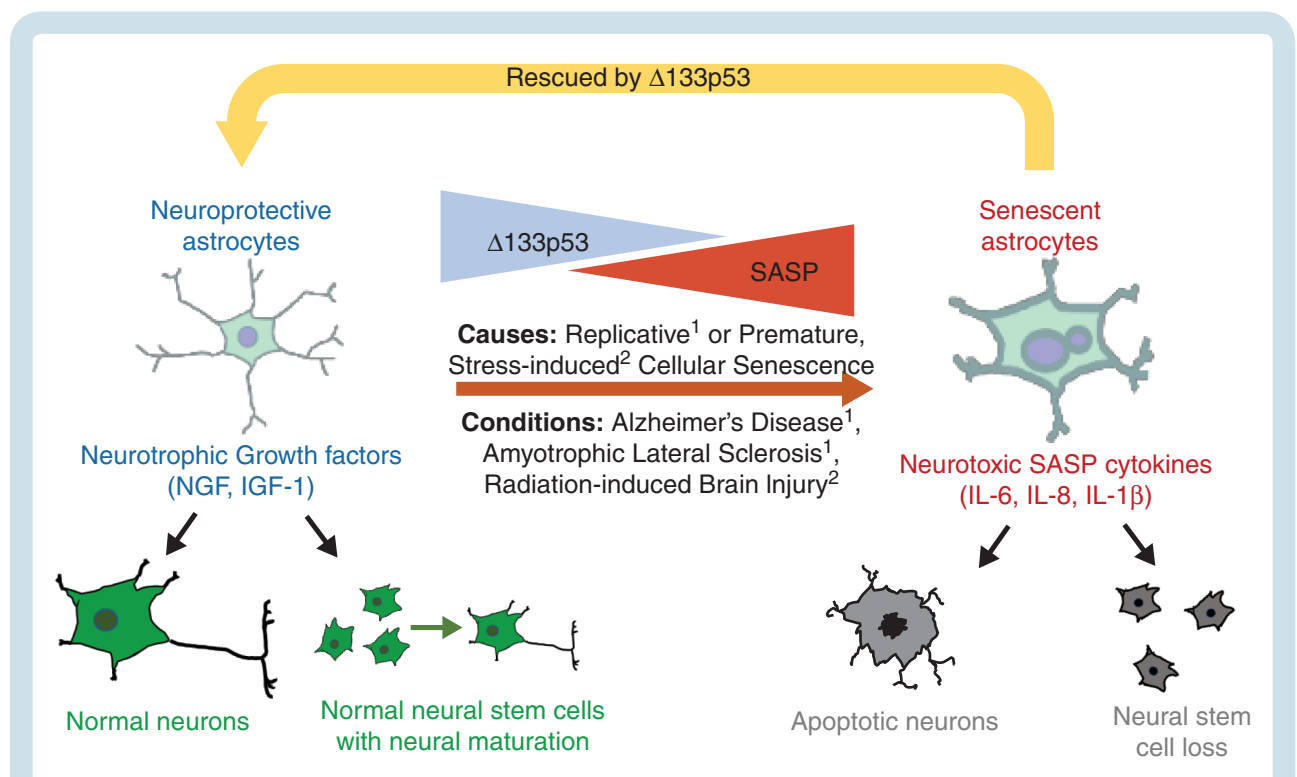 Rescued by Δ133p53
Neuroprotective
astrocytes
Δ133p53
SASP
Senescent
astrocytes
Causes: Replicative¹ or Premature,
Stress-induced² Cellular Senescence
Conditions: Alzheimer's Disease¹,
Amyotrophic Lateral Sclerosis¹,
Radiation-induced Brain Injury²
Neurotrophic Growth factors
(NGF, IGF-1)
Neurotoxic SASP cytokines
(IL-6, IL-8, IL-1β)
Normal neurons
Normal neural stem cells
with neural maturation
Apoptotic neurons
Neural stem
cell loss